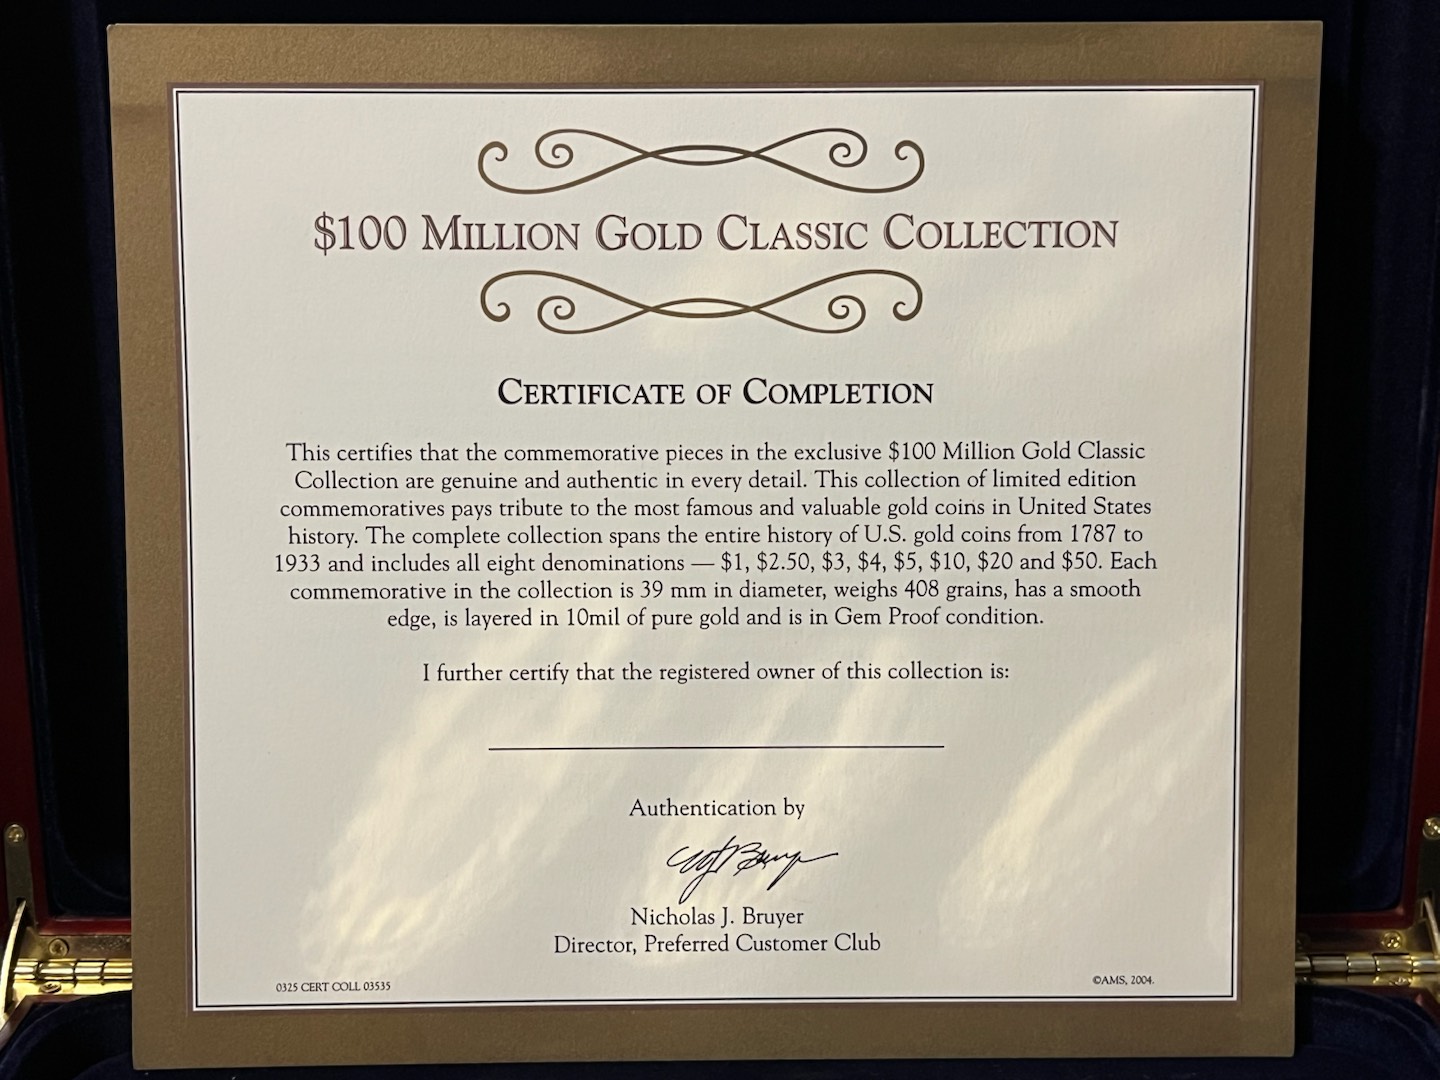 $100 Million Gold Classic Collection
Certificate of Completion
This certifies that the commemorative pieces in the exclusive $100 Million Gold Classic
Collection are genuine and authentic in every detail. This collection of limited edition
commemoratives pays tribute to the most famous and valuable gold coins in United States
history. The complete collection spans the entire history of U.S. gold coins from 1787 to
1933 and includes all eight denominations — $1, $2.50, $3, $4, $5, $10, $20 and $50. Each
commemorative in the collection is 39 mm in diameter, weighs 408 grains, has a smooth
edge, is layered in 10mil of pure gold and is in Gem Proof condition.
I further certify that the registered owner of this collection is:
Authentication by
Nicholas J. Bruyer
Director, Preferred Customer Club
0325 CERT COLL 03535
©AMS, 2004.